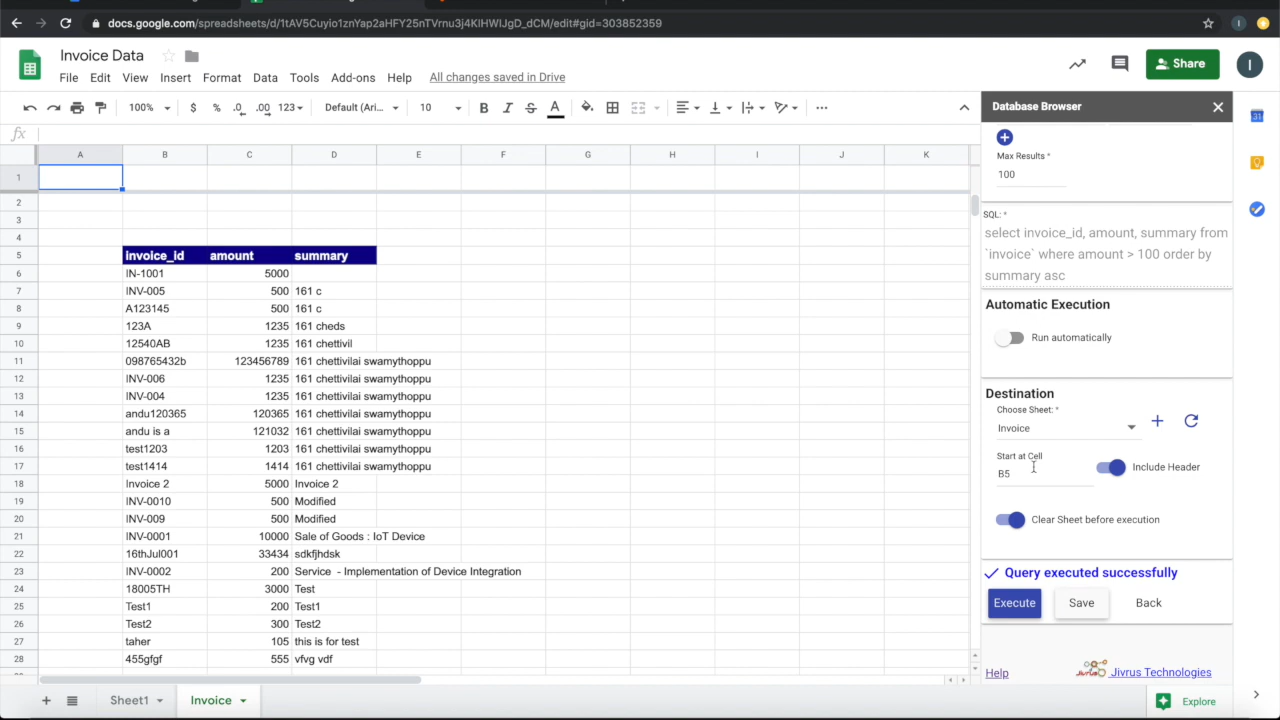 docs.google.com/spreadsheets/d/1tAV5Cuyio1znYap2aHFY25nTVrnu3j4KlHWIJgD_dCM/edit#gid=303852359
I
Invoice Data
File Edit View Insert Format Data Tools Add-ons Help All changes saved in Drive
Share
I
100% $ % .0 .00 123 Default (Ari... 10 B I S A
fx
Database Browser
A B C D E F G H I J K
1
2
3
4
5 invoice_id amount summary
6 IN-1001 5000
7 INV-005 500 161 c
8 A123145 500 161 c
9 123A 1235 161 cheds
10 12540AB 1235 161 chettivil
11 098765432b 123456789 161 chettivilai swamythoppu
12 INV-006 1235 161 chettivilai swamythoppu
13 INV-004 1235 161 chettivilai swamythoppu
14 andu120365 120365 161 chettivilai swamythoppu
15 andu is a 121032 161 chettivilai swamythoppu
16 test1203 1203 161 chettivilai swamythoppu
17 test1414 1414 161 chettivilai swamythoppu
18 Invoice 2 5000 Invoice 2
19 INV-0010 500 Modified
20 INV-009 500 Modified
21 INV-0001 10000 Sale of Goods : IoT Device
22 16thJul001 33434 sdkfjhdsk
23 INV-0002 200 Service - Implementation of Device Integration
24 18005TH 3000 Test
25 Test1 200 Test1
26 Test2 300 Test2
27 taher 105 this is for test
28 455gfgf 555 vfvg vdf
Max Results *
100
SQL: *
select invoice_id, amount, summary from
`invoice` where amount > 100 order by
summary asc
Automatic Execution
Run automatically
Destination
Choose Sheet: *
Invoice
Start at Cell
B5
Include Header
Clear Sheet before execution
Query executed successfully
Execute Save Back
Help Jivrus Technologies
Sheet1 Invoice
Explore
31